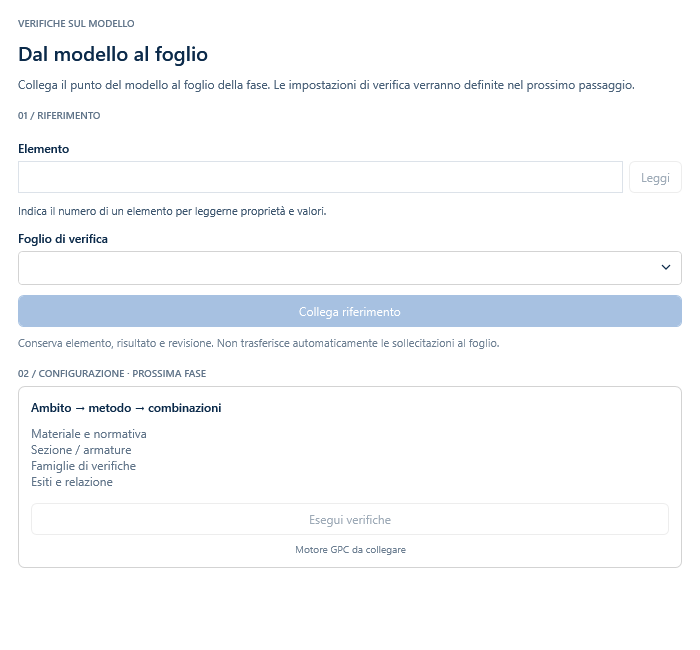 VERIFICHE SUL MODELLO
Dal modello al foglio
Collega il punto del modello al foglio della fase. Le impostazioni di verifica verranno definite nel prossimo passaggio.
01 / RIFERIMENTO
Elemento
Leggi
Indica il numero di un elemento per leggerne proprietà e valori.
Foglio di verifica
Collega riferimento
Conserva elemento, risultato e revisione. Non trasferisce automaticamente le sollecitazioni al foglio.
02 / CONFIGURAZIONE · PROSSIMA FASE
Ambito → metodo → combinazioni
Materiale e normativa
Sezione / armature
Famiglie di verifiche
Esiti e relazione
Esegui verifiche
Motore GPC da collegare